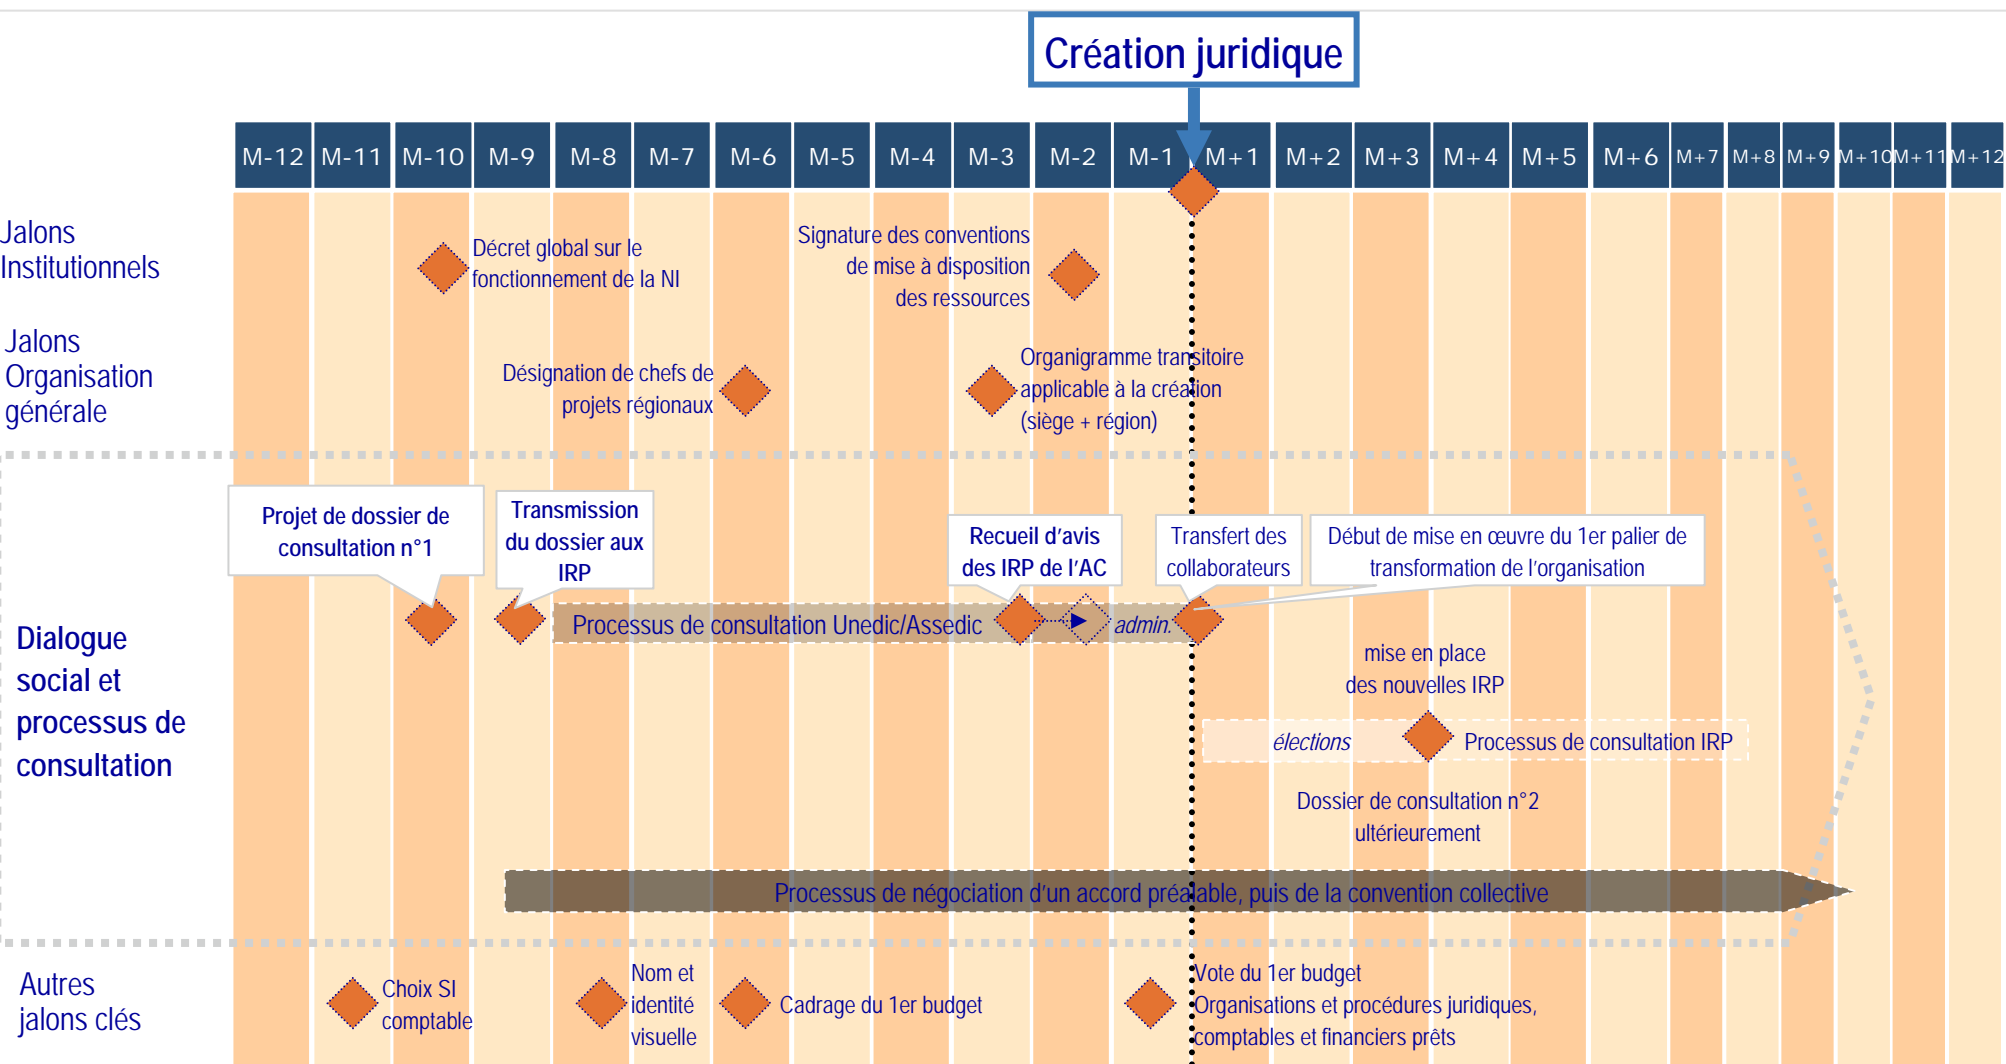 Création juridique
M-12 M-11 M-10 M-9 M-8 M-7 M-6 M-5 M-4 M-3 M-2 M-1 M+1 M+2 M+3 M+4 M+5 M+6 M+7 M+8 M+9 M+10 M+11 M+12
Jalons
Institutionnels
Décret global sur le
fonctionnement de la NI
Signature des conventions
de mise à disposition
des ressources
Jalons
Organisation
générale
Désignation de chefs de
projets régionaux
Organigramme transitoire
applicable à la création
(siège + région)
Dialogue
social et
processus de
consultation
Projet de dossier de
consultation n°1
Transmission
du dossier aux
IRP
Recueil d'avis
des IRP de l'AC
Transfert des
collaborateurs
Début de mise en œuvre du 1er palier de
transformation de l'organisation
Processus de consultation Unedic/Assedic
admin.
mise en place
des nouvelles IRP
élections
Processus de consultation IRP
Dossier de consultation n°2
ultérieurement
Processus de négociation d'un accord préalable, puis de la convention collective
Autres
jalons clés
Choix SI
comptable
Nom et
identité
visuelle
Cadrage du 1er budget
Vote du 1er budget
Organisations et procédures juridiques,
comptables et financiers prêts